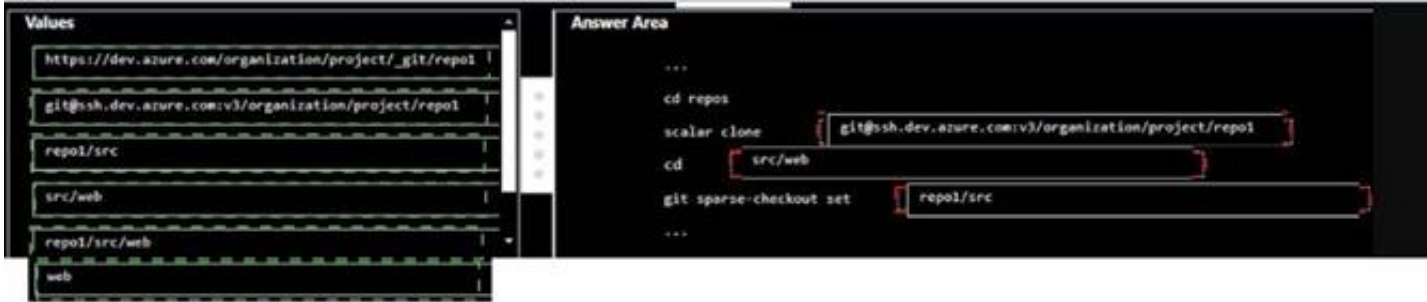 Values
https://dev.azure.com/organization/project/_git/repo1
git@ssh.dev.azure.com:v3/organization/project/repo1
repo1/src
src/web
repo1/src/web
web
Answer Area
...
cd repos
scalar clone git@ssh.dev.azure.com:v3/organization/project/repo1
cd src/web
git sparse-checkout set repo1/src
...